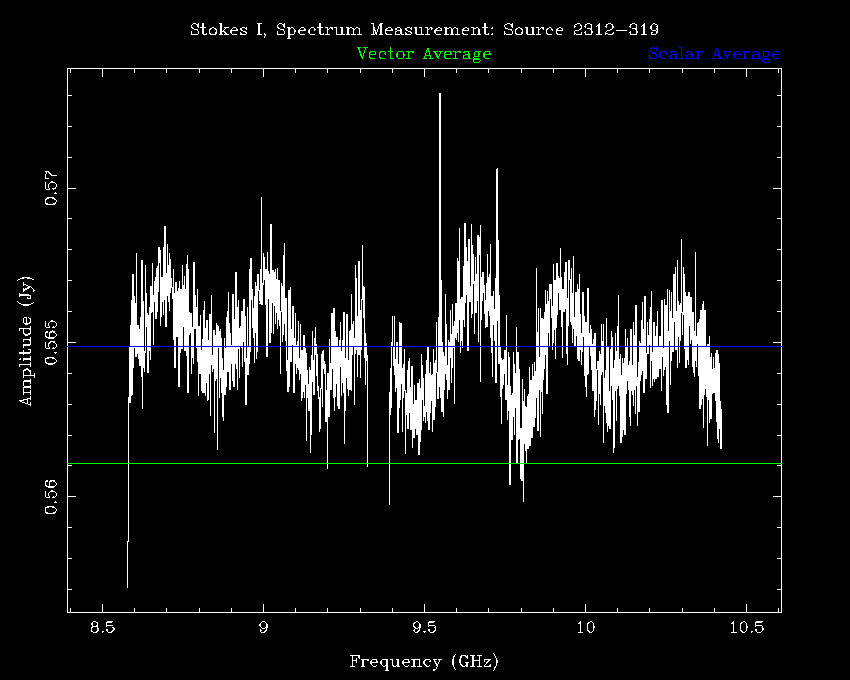 Stokes I, Spectrum Measurement: Source 2312-319
Vector Average
Scalar Average
0.57
0.565
0.56
Amplitude (Jy)
8.5 9 9.5 10 10.5
Frequency (GHz)